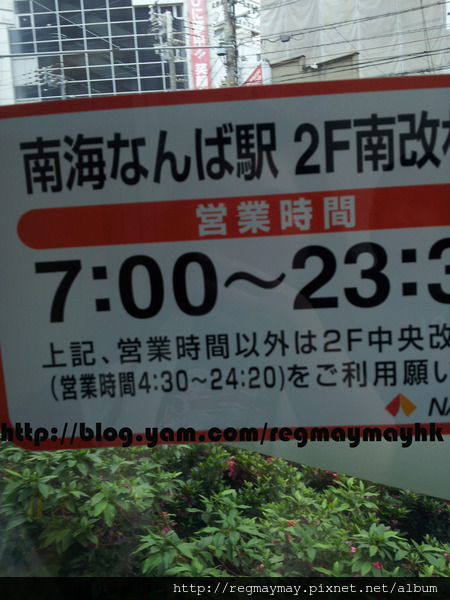 南海なんば駅 2F南改
営業時間
7:00～23:3
上記、営業時間以外は2F中央改
(営業時間4:30～24:20)をご利用願い
http://blog.yam.com/regmaymayhk
http://regmaymay.pixnet.net/album